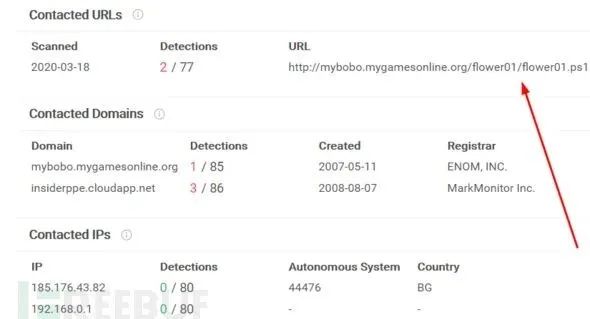 Contacted URLs
Scanned Detections URL
2020-03-18 2 / 77 http://mybobo.mygamesonline.org/flower01/flower01.ps1
Contacted Domains
Domain Detections Created Registrar
mybobo.mygamesonline.org 1 / 85 2007-05-11 ENOM, INC.
insiderppe.cloudapp.net 3 / 86 2008-08-07 MarkMonitor Inc.
Contacted IPs
IP Detections Autonomous System Country
185.176.43.82 0 / 80 44476 BG
192.168.0.1 0 / 80 - -
FREEBUF